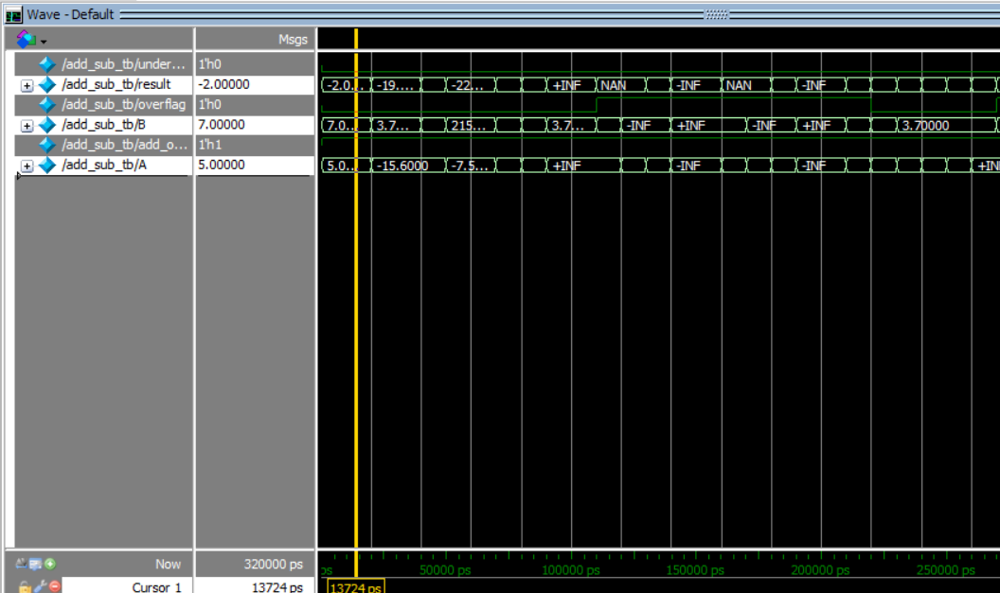 Wave - Default
Msgs
/add_sub_tb/under... 1'h0
/add_sub_tb/result -2.00000 -2.0... -19.... -22... +INF NAN -INF NAN -INF
/add_sub_tb/overflag 1'h0
/add_sub_tb/B 7.00000 7.0... 3.7... 215... 3.7... -INF +INF -INF +INF 3.70000
/add_sub_tb/add_o... 1'h1
/add_sub_tb/A 5.00000 5.0... -15.6000 -7.5... +INF -INF -INF +IN
Now 320000 ps ps 50000 ps 100000 ps 150000 ps 200000 ps 250000 ps
Cursor 1 13724 ps 13724 ps